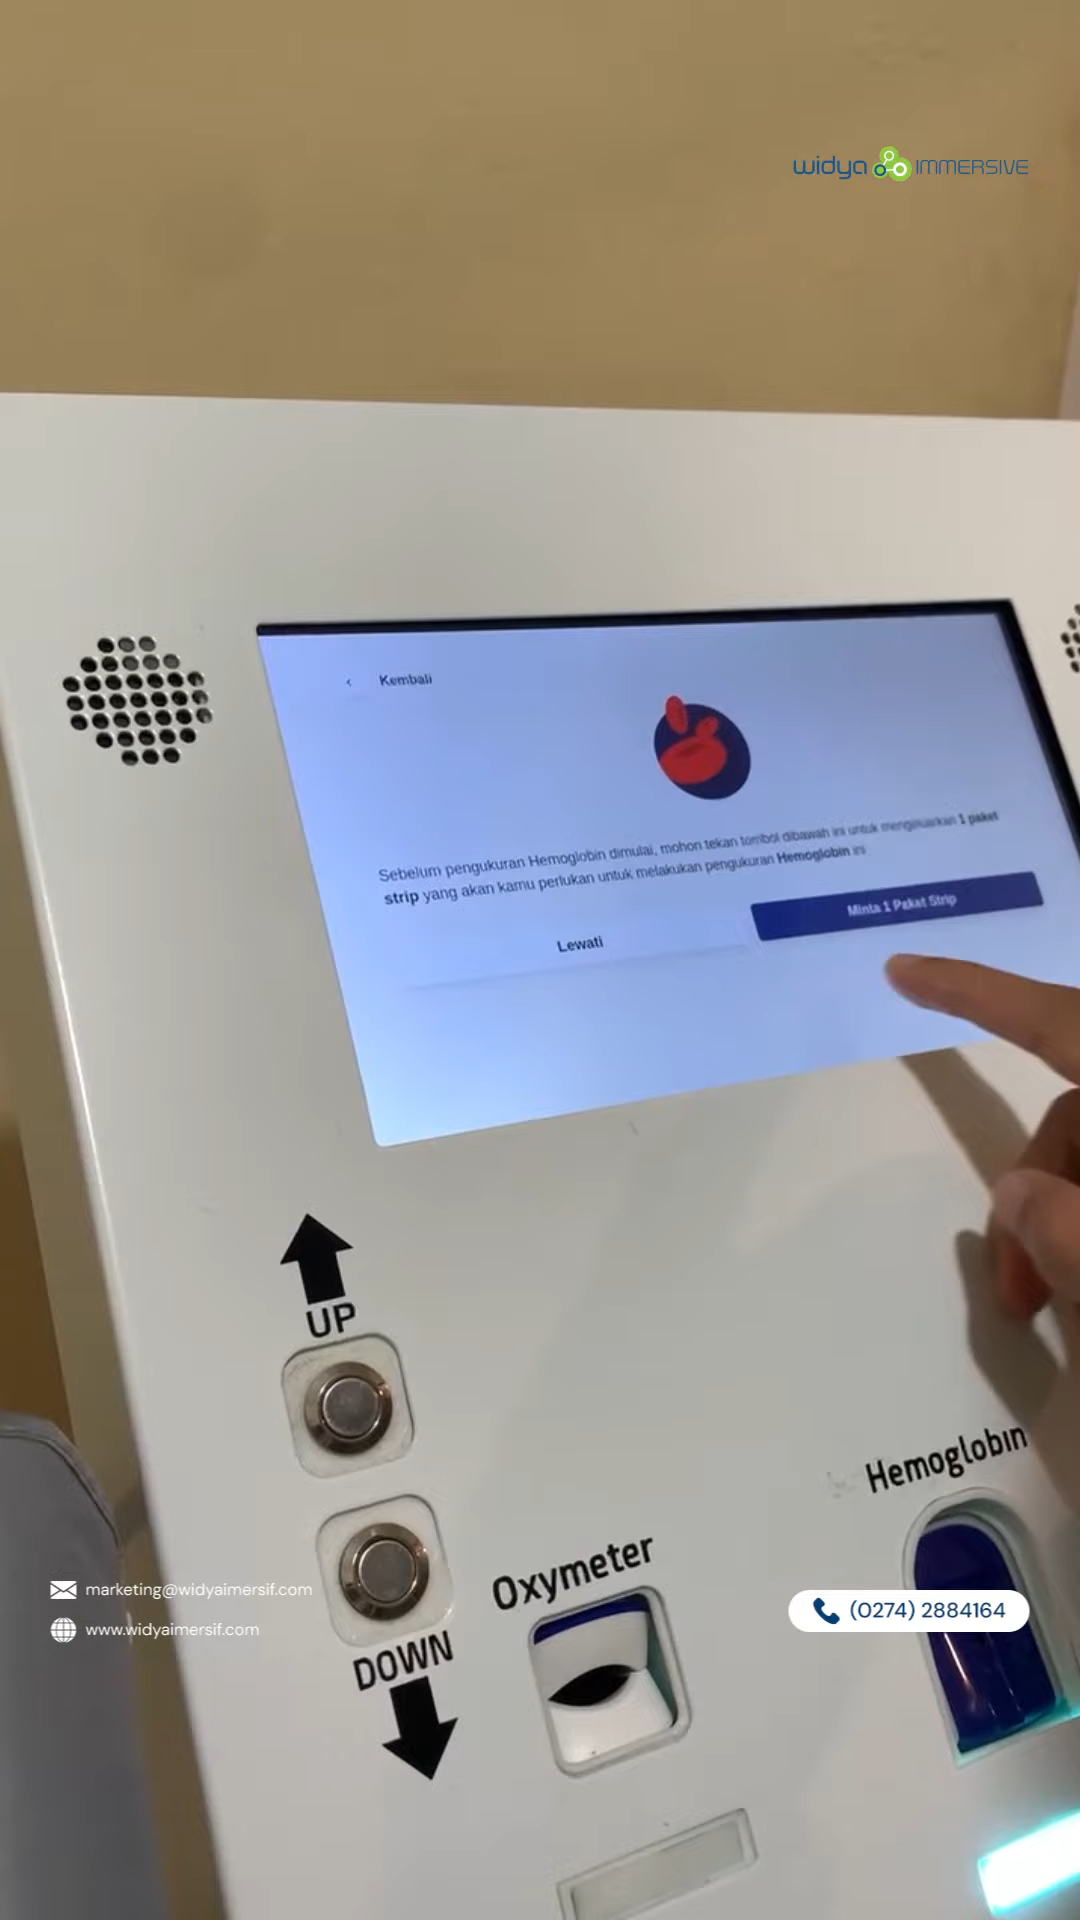 widya IMMERSIVE
Kembali
Sebelum pengukuran Hemoglobin dimulai, mohon tekan tombol dibawah ini untuk mengeluarkan 1 paket
strip yang akan kamu perlukan untuk melakukan pengukuran Hemoglobin ini
Lewati
Minta 1 Paket Strip
UP
DOWN
Oxymeter
Hemoglobin
marketing@widyaimersif.com
www.widyaimersif.com
(0274) 2884164